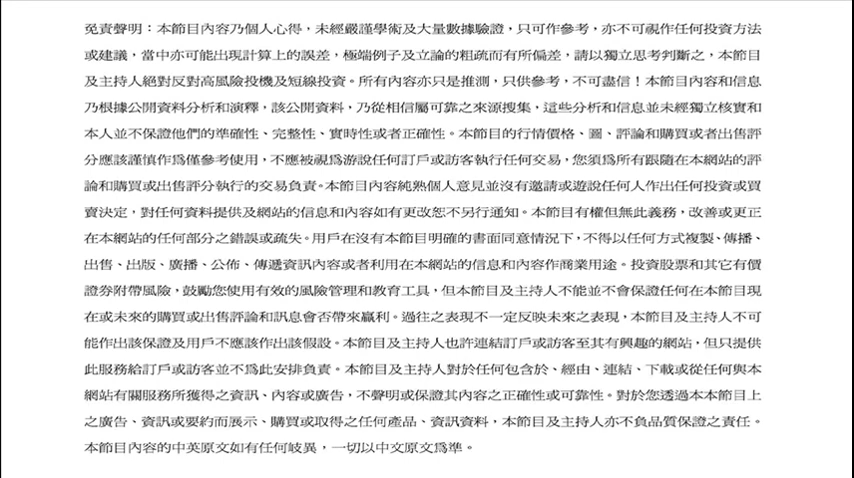 免責聲明：本節目內容乃個人心得，未經嚴謹學術及大量數據驗證，只可作參考，亦不可視作任何投資方法
或建議，當中亦可能出現計算上的誤差，極端例子及立論的粗疏而有所偏差，請以獨立思考判斷之，本節目
及主持人絕對反對高風險投機及短線投資。所有內容亦只是推測，只供參考，不可盡信！本節目內容和信息
乃根據公開資料分析和演釋，該公開資料，乃從相信屬可靠之來源搜集，這些分析和信息並未經獨立核實和
本人並不保證他們的準確性、完整性、實時性或者正確性。本節目的行情價格、圖、評論和購買或者出售評
分應該謹慎作為僅參考使用，不應被視為游說任何訂戶或訪客執行任何交易，您須為所有跟隨在本網站的評
論和購買或出售評分執行的交易負責。本節目內容純熟個人意見並沒有邀請或遊說任何人作出任何投資或買
賣決定，對任何資料提供及網站的信息和內容如有更改恕不另行通知。本節目有權但無此義務，改善或更正
在本網站的任何部分之錯誤或疏失。用戶在沒有本節目明確的書面同意情況下，不得以任何方式複製、傳播、
出售、出版、廣播、公佈、傳遞資訊內容或者利用在本網站的信息和內容作商業用途。投資股票和其它有價
證券附帶風險，鼓勵您使用有效的風險管理和教育工具，但本節目及主持人不能並不會保證任何在本節目現
在或未來的購買或出售評論和訊息會否帶來贏利。過往之表現不一定反映未來之表現，本節目及主持人不可
能作出該保證及用戶不應該作出該假設。本節目及主持人也許連結訂戶或訪客至其有興趣的網站，但只提供
此服務給訂戶或訪客並不為此安排負責。本節目及主持人對於任何包含於、經由、連結、下載或從任何與本
網站有關服務所獲得之資訊、內容或廣告，不聲明或保證其內容之正確性或可靠性。對於您透過本本節目上
之廣告、資訊或要約而展示、購買或取得之任何產品、資訊資料，本節目及主持人亦不負品質保證之責任。
本節目內容的中英原文如有任何歧異，一切以中文原文為準。